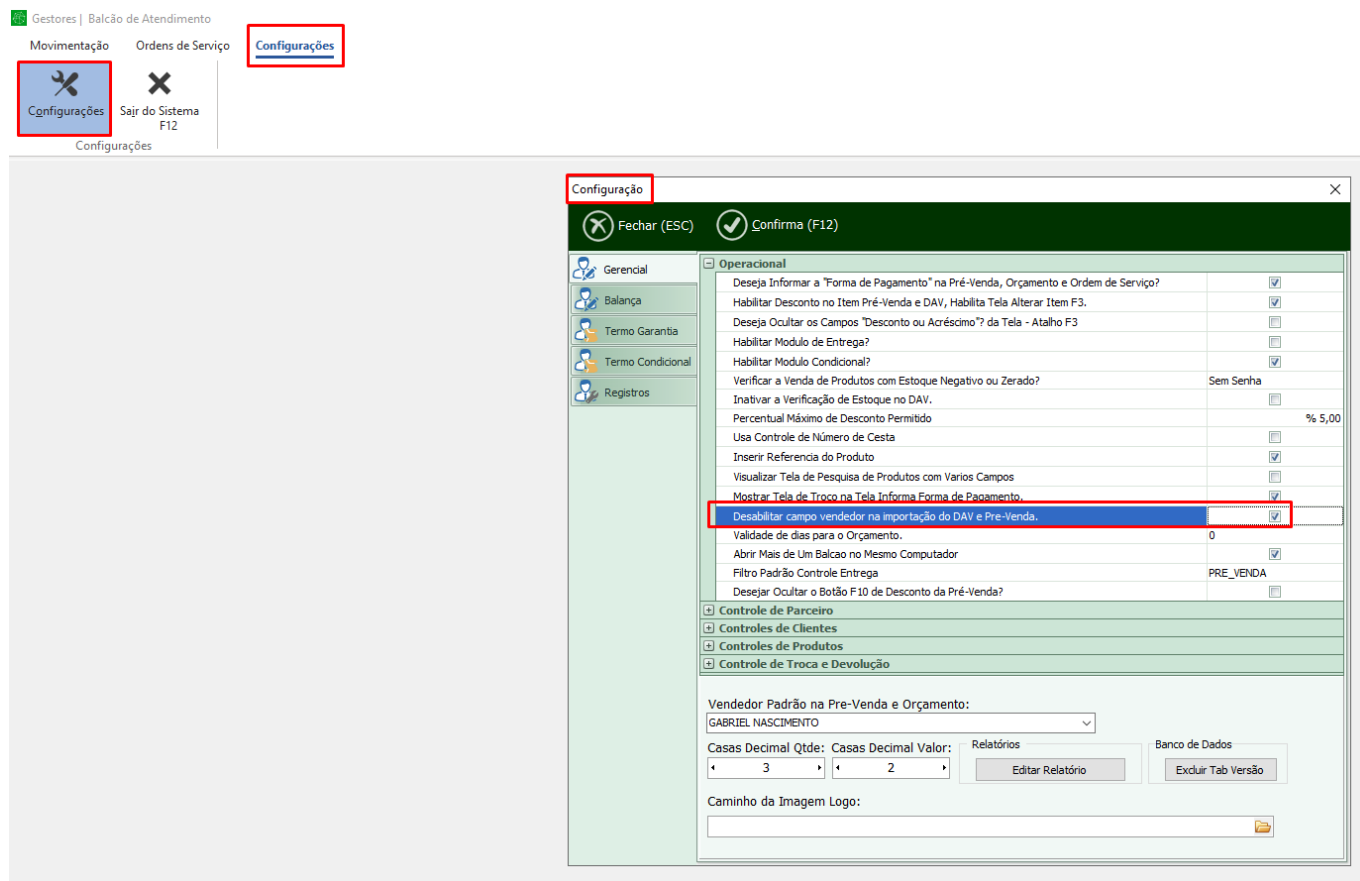 Gestores | Balcão de Atendimento
Movimentação Ordens de Serviço Configurações
Configurações Sair do Sistema
F12
Configurações
Configuração
Fechar (ESC) Confirma (F12)
Gerencial
Balança
Termo Garantia
Termo Condicional
Registros
Operacional
Deseja Informar a "Forma de Pagamento" na Pré-Venda, Orçamento e Ordem de Serviço?
Habilitar Desconto no Item Pré-Venda e DAV, Habilita Tela Alterar Item F3.
Deseja Ocultar os Campos "Desconto ou Acréscimo"? da Tela - Atalho F3
Habilitar Modulo de Entrega?
Habilitar Modulo Condicional?
Verificar a Venda de Produtos com Estoque Negativo ou Zerado? Sem Senha
Inativar a Verificação de Estoque no DAV.
Percentual Máximo de Desconto Permitido % 5,00
Usa Controle de Número de Cesta
Inserir Referencia do Produto
Visualizar Tela de Pesquisa de Produtos com Varios Campos
Mostrar Tela de Troco na Tela Informa Forma de Pagamento.
Desabilitar campo vendedor na importação do DAV e Pre-Venda.
Validade de dias para o Orçamento. 0
Abrir Mais de Um Balcao no Mesmo Computador
Filtro Padrão Controle Entrega PRE_VENDA
Desejar Ocultar o Botão F10 de Desconto da Pré-Venda?
Controle de Parceiro
Controles de Clientes
Controles de Produtos
Controle de Troca e Devolução
Vendedor Padrão na Pre-Venda e Orçamento:
GABRIEL NASCIMENTO
Casas Decimal Qtde: Casas Decimal Valor: Relatórios Banco de Dados
3 2 Editar Relatório Excluir Tab Versão
Caminho da Imagem Logo: